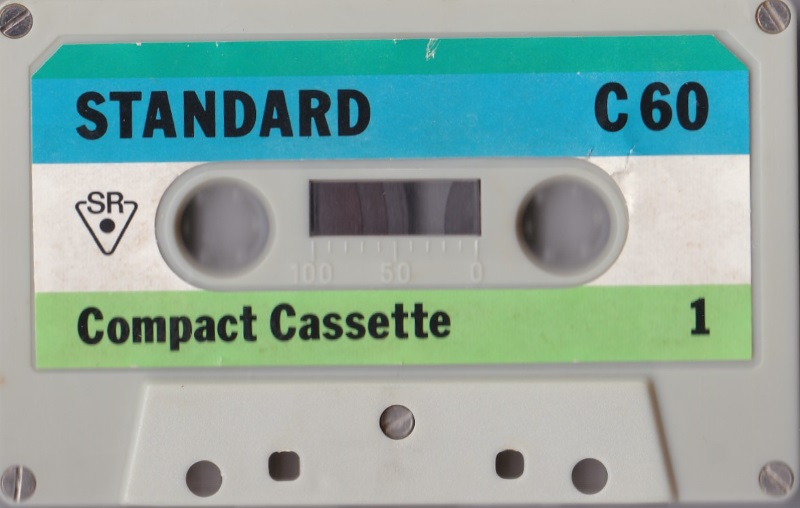 STANDARD C 60
SR
100 50 0
Compact Cassette 1